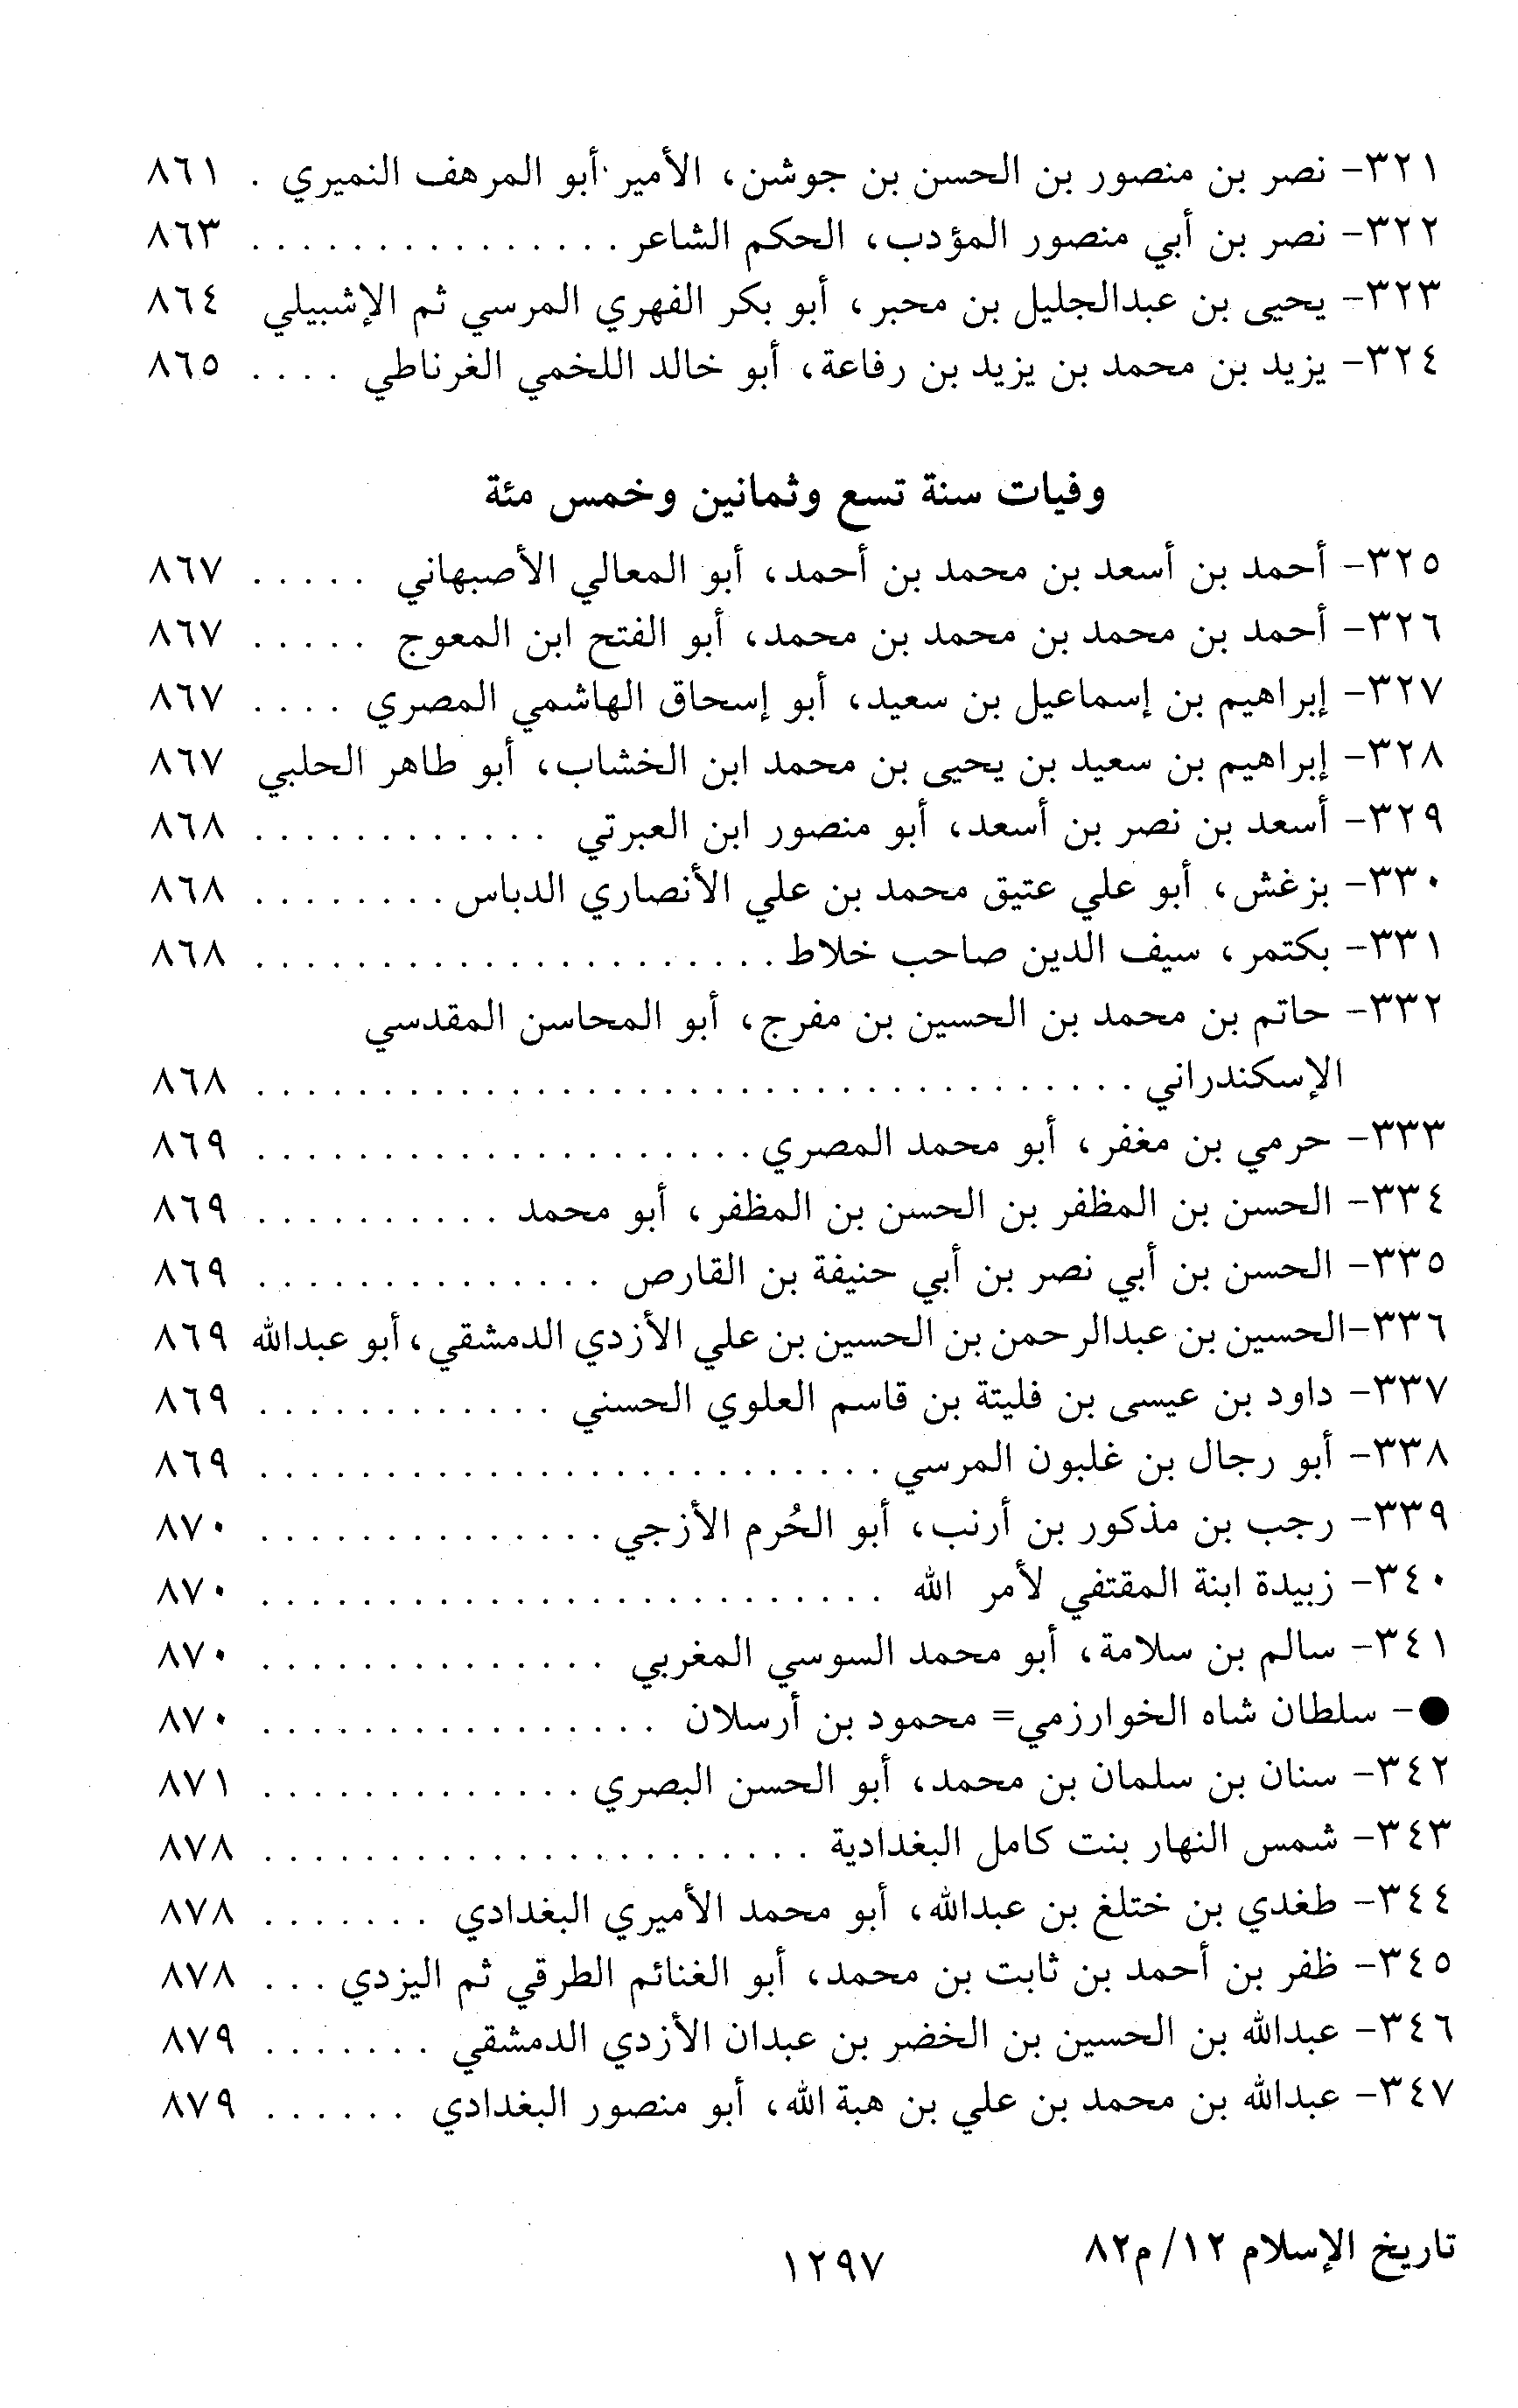 ٣٢١- نصر بن منصور بن الحسن بن جوشن، الأمير أبو المرهف النميري . ٨٦١
٣٢٢- نصر بن أبي منصور المؤدب، الحكم الشاعر . . . . . . . . . . . . . . . ٨٦٣
٣٢٣- يحيى بن عبدالجليل بن محبر، أبو بكر الفهري المرسي ثم الإشبيلي ٨٦٤
٣٢٤- يزيد بن محمد بن يزيد بن رفاعة، أبو خالد اللخمي الغرناطي . . . . ٨٦٥
وفيات سنة تسع وثمانين وخمس مئة
٣٢٥- أحمد بن أسعد بن محمد بن أحمد، أبو المعالي الأصبهاني . . . . . ٨٦٧
٣٢٦- أحمد بن محمد بن محمد بن محمد، أبو الفتح ابن المعوج . . . . . ٨٦٧
٣٢٧- إبراهيم بن إسماعيل بن سعيد، أبو إسحاق الهاشمي المصري . . . . ٨٦٧
٣٢٨- إبراهيم بن سعيد بن يحيى بن محمد ابن الخشاب، أبو طاهر الحلبي ٨٦٧
٣٢٩- أسعد بن نصر بن أسعد، أبو منصور ابن العبرتي . . . . . . . . . . . . ٨٦٨
٣٣٠- بزغش، أبو علي عتيق محمد بن علي الأنصاري الدباس . . . . . . . . ٨٦٨
٣٣١- بكتمر، سيف الدين صاحب خلاط . . . . . . . . . . . . . . . . . . . . . ٨٦٨
٣٣٢- حاتم بن محمد بن الحسين بن مفرج، أبو المحاسن المقدسي
الإسكندراني . . . . . . . . . . . . . . . . . . . . . . . . . . . . . . . . . . . ٨٦٨
٣٣٣- حرمي بن مغفر، أبو محمد المصري . . . . . . . . . . . . . . . . . . . . ٨٦٩
٣٣٤- الحسن بن المظفر بن الحسن بن المظفر، أبو محمد . . . . . . . . . . ٨٦٩
٣٣٥- الحسن بن أبي نصر بن أبي حنيفة بن القارص . . . . . . . . . . . . . . ٨٦٩
٣٣٦-الحسين بن عبدالرحمن بن الحسين بن علي الأزدي الدمشقي، أبو عبدالله ٨٦٩
٣٣٧- داود بن عيسى بن فليتة بن قاسم العلوي الحسني . . . . . . . . . . . . ٨٦٩
٣٣٨- أبو رجال بن غلبون المرسي . . . . . . . . . . . . . . . . . . . . . . . . . ٨٦٩
٣٣٩- رجب بن مذكور بن أرنب، أبو الحُرم الأزجي . . . . . . . . . . . . . . ٨٧٠
٣٤٠- زبيدة ابنة المقتفي لأمر الله . . . . . . . . . . . . . . . . . . . . . . . . . ٨٧٠
٣٤١- سالم بن سلامة، أبو محمد السوسي المغربي . . . . . . . . . . . . . . ٨٧٠
●- سلطان شاه الخوارزمي= محمود بن أرسلان . . . . . . . . . . . . . . . . ٨٧٠
٣٤٢- سنان بن سلمان بن محمد، أبو الحسن البصري . . . . . . . . . . . . . ٨٧١
٣٤٣- شمس النهار بنت كامل البغدادية . . . . . . . . . . . . . . . . . . . . . . ٨٧٨
٣٤٤- طغدي بن ختلغ بن عبدالله، أبو محمد الأميري البغدادي . . . . . . . ٨٧٨
٣٤٥- ظفر بن أحمد بن ثابت بن محمد، أبو الغنائم الطرقي ثم اليزدي . . . ٨٧٨
٣٤٦- عبدالله بن الحسين بن الخضر بن عبدان الأزدي الدمشقي . . . . . . . ٨٧٩
٣٤٧- عبدالله بن محمد بن علي بن هبة الله، أبو منصور البغدادي . . . . . . ٨٧٩
تاريخ الإسلام ١٢/ م٨٢
١٢٩٧